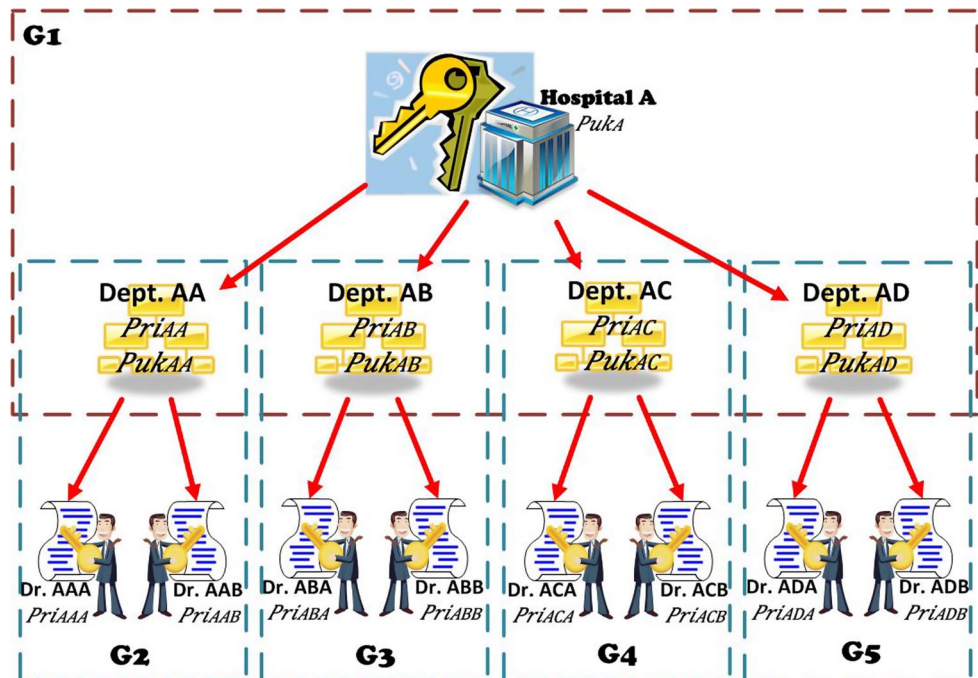 G1
Hospital A
PukA
Dept. AA
PriAA
PukAA
Dept. AB
PriAB
PukAB
Dept. AC
PriAC
PukAC
Dept. AD
PriAD
PukAD
Dr. AAA
PriAAA
Dr. AAB
PriAAB
G2
Dr. ABA
PriABA
Dr. ABB
PriABB
G3
Dr. ACA
PriACA
Dr. ACB
PriACB
G4
Dr. ADA
PriADA
Dr. ADB
PriADB
G5